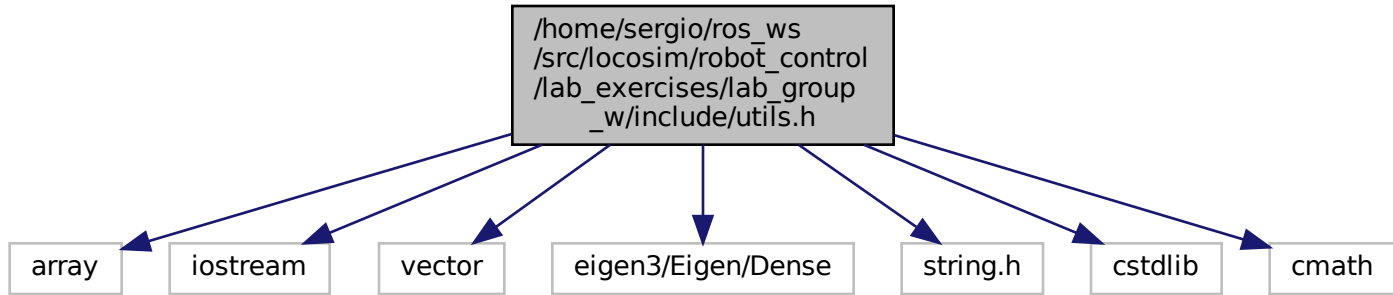 /home/sergio/ros_ws
/src/locosim/robot_control
/lab_exercises/lab_group
_w/include/utils.h
array
iostream
vector
eigen3/Eigen/Dense
string.h
cstdlib
cmath